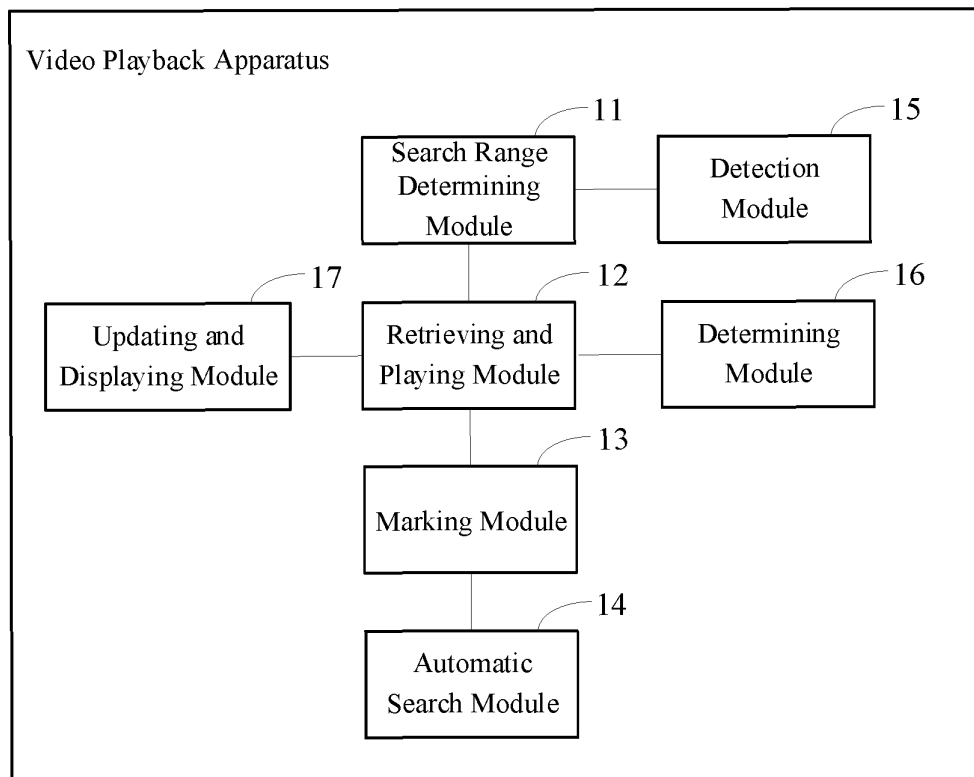 Video Playback Apparatus
11
Search Range
Determining
Module
15
Detection
Module
17
Updating and
Displaying Module
12
Retrieving and
Playing Module
16
Determining
Module
13
Marking Module
14
Automatic
Search Module